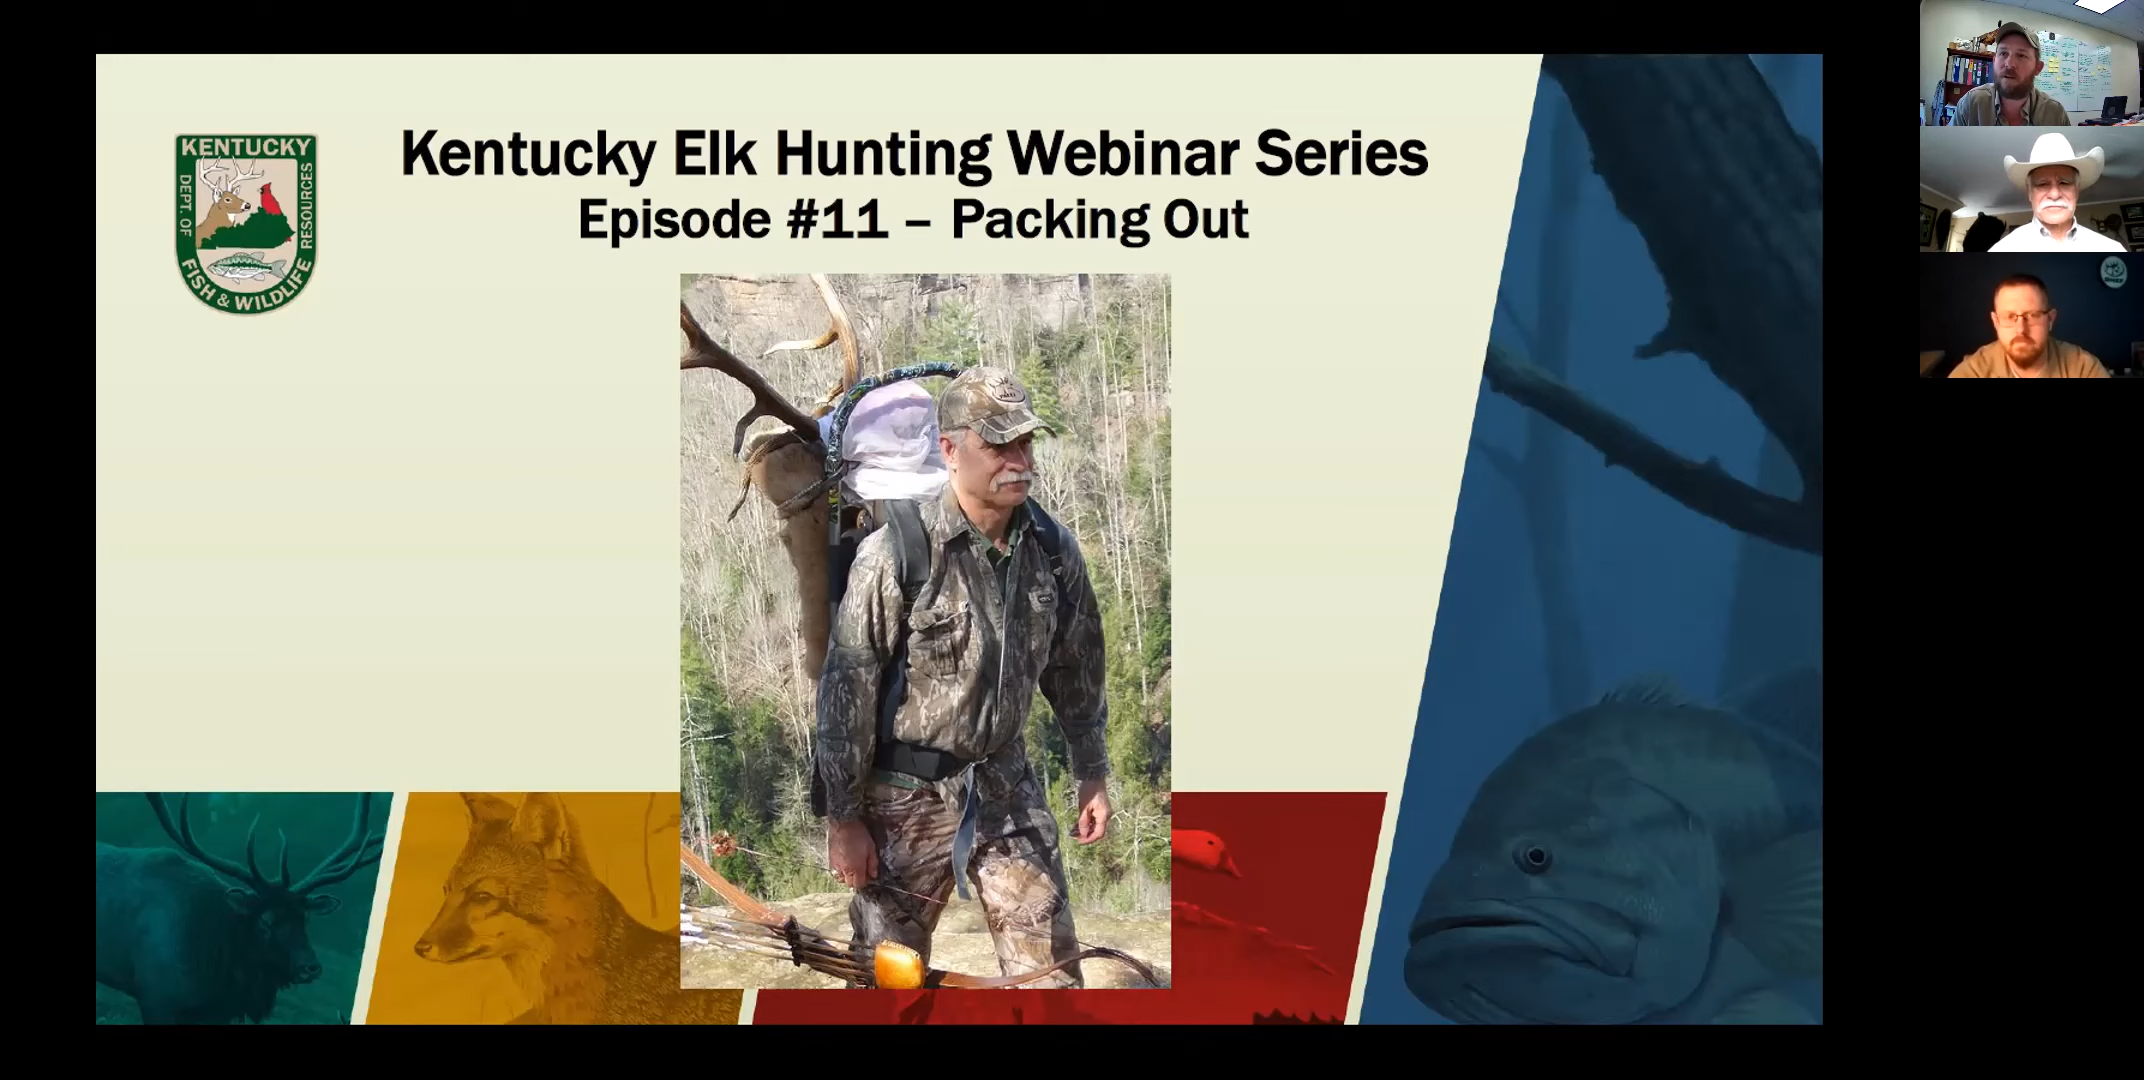 Kentucky Elk Hunting Webinar Series
Episode #11 – Packing Out
KENTUCKY
DEPT. OF
RESOURCES
FISH & WILDLIFE